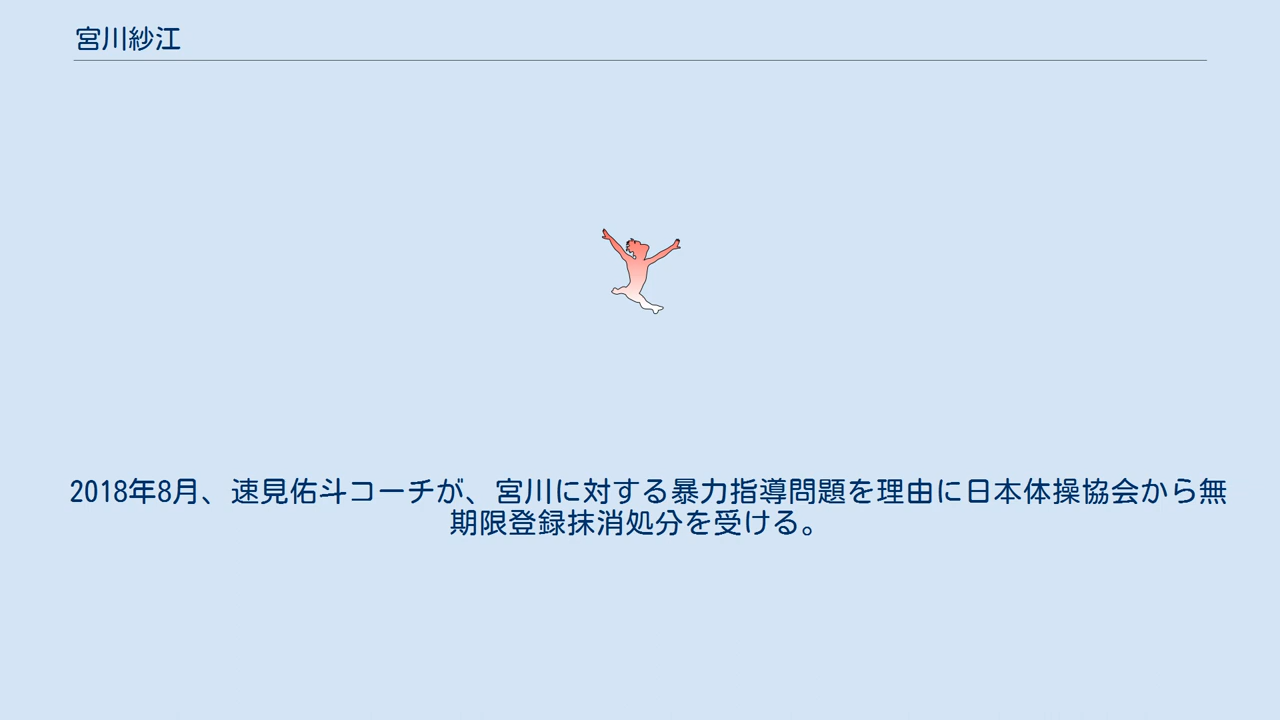 宮川紗江
2018年8月、速見佑斗コーチが、宮川に対する暴力指導問題を理由に日本体操協会から無
期限登録抹消処分を受ける。